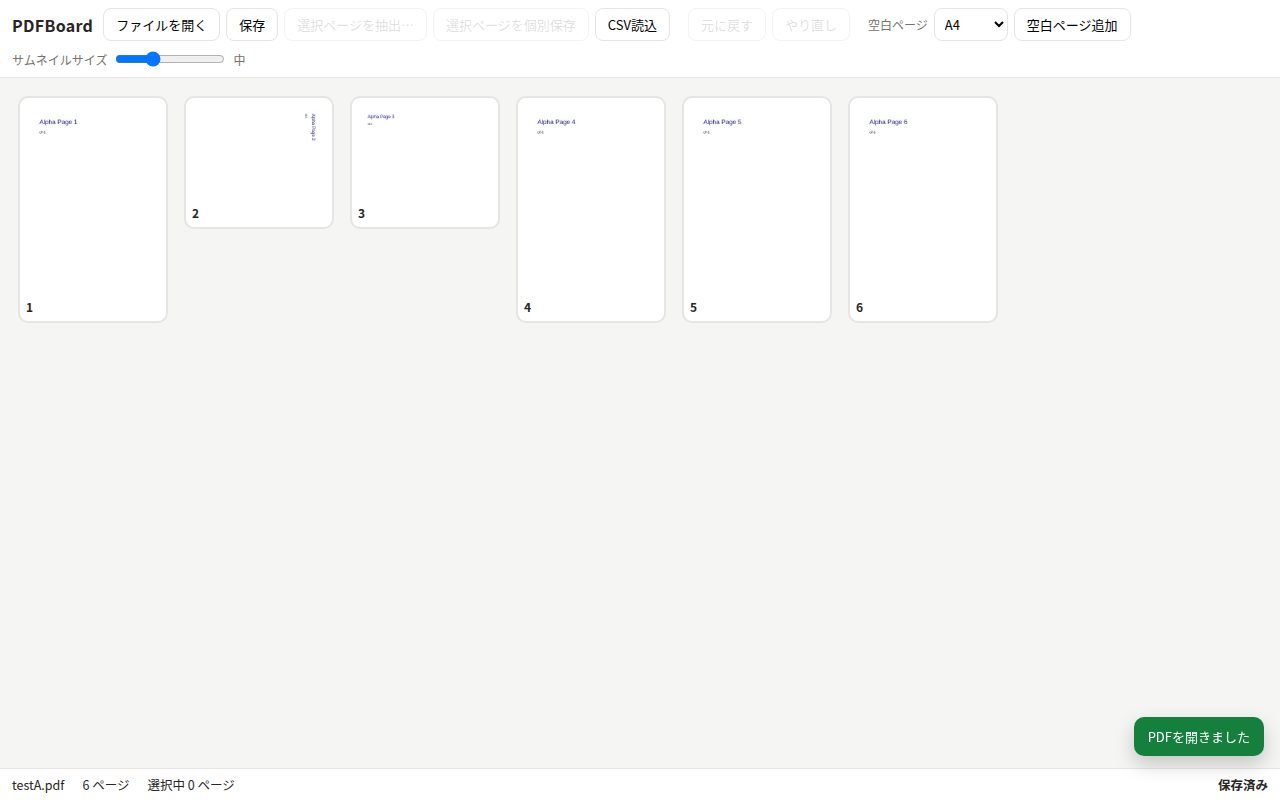 PDFBoard ファイルを開く 保存 選択ページを抽出… 選択ページを個別保存 CSV読込 元に戻す やり直し 空白ページ A4 空白ページ追加
サムネイルサイズ 中
Alpha Page 1
1
Alpha Page 2
2
Alpha Page 3
3
Alpha Page 4
4
Alpha Page 5
5
Alpha Page 6
6
PDFを開きました
testA.pdf 6 ページ 選択中 0 ページ 保存済み